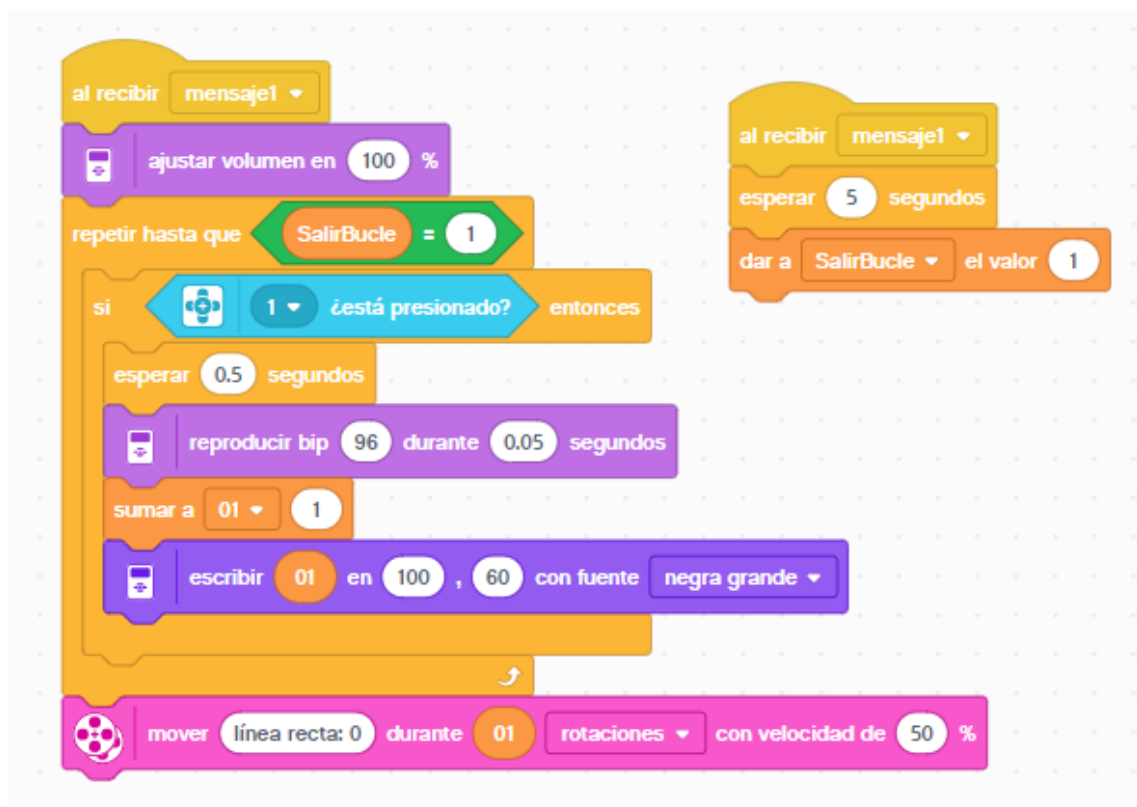 al recibir mensaje1
ajustar volumen en 100 %
repetir hasta que SalirBucle = 1
si 1 ¿está presionado? entonces
esperar 0.5 segundos
reproducir bip 96 durante 0.05 segundos
sumar a 01 1
escribir 01 en 100 , 60 con fuente negra grande
mover línea recta: 0 durante 01 rotaciones con velocidad de 50 %
al recibir mensaje1
esperar 5 segundos
dar a SalirBucle el valor 1